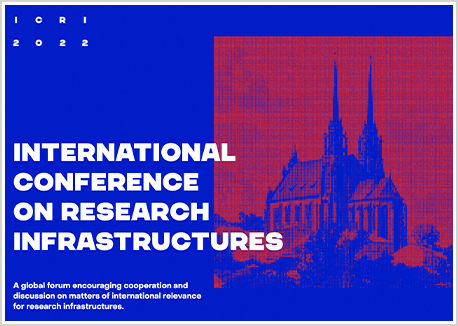 I C R I
2 0 2 2
INTERNATIONAL
CONFERENCE
ON RESEARCH
INFRASTRUCTURES
A global forum encouraging cooperation and
discussion on matters of international relevance
for research infrastructures.